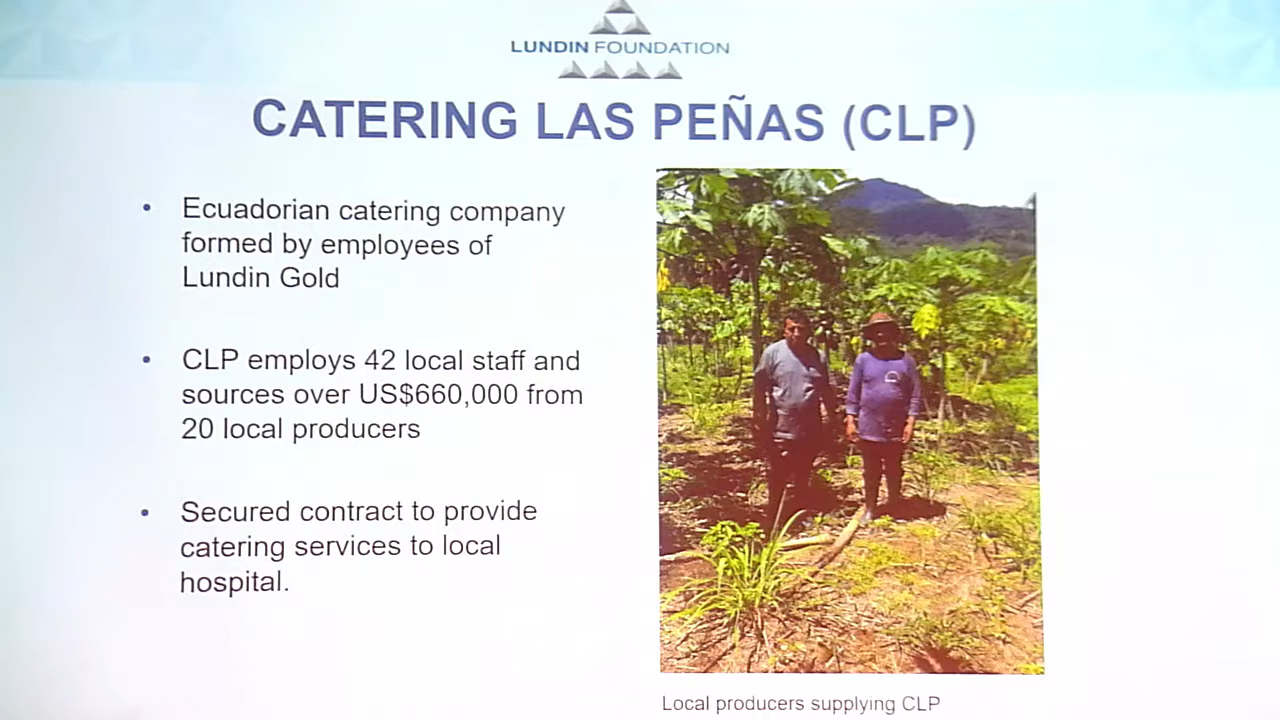 LUNDIN FOUNDATION
CATERING LAS PEÑAS (CLP)
• Ecuadorian catering company
formed by employees of
Lundin Gold
• CLP employs 42 local staff and
sources over US$660,000 from
20 local producers
• Secured contract to provide
catering services to local
hospital.
Local producers supplying CLP